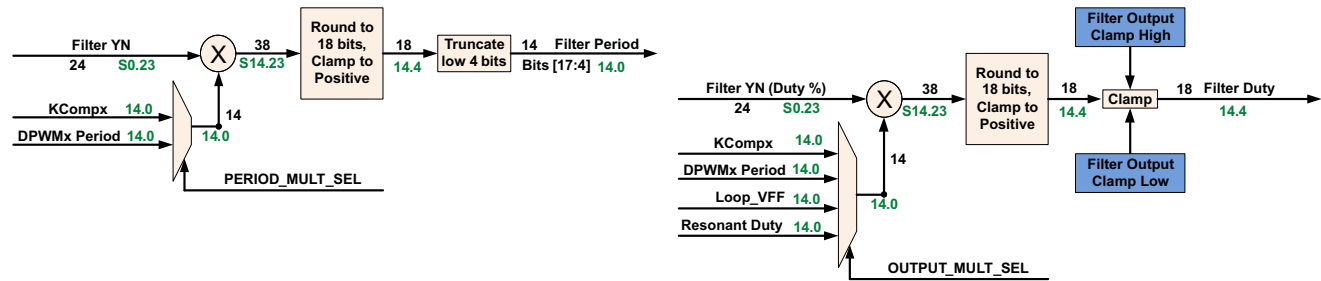 Filter YN
24 S0.23
X
38
S14.23
Round to
18 bits,
Clamp to
Positive
18
14.4
Truncate
low 4 bits
14 Filter Period
Bits [17:4] 14.0
KCompx 14.0
DPWMx Period 14.0
14
14.0
PERIOD_MULT_SEL
Filter Output
Clamp High
Filter YN (Duty %)
24 S0.23
X
38
S14.23
Round to
18 bits,
Clamp to
Positive
18
14.4
Clamp
18 Filter Duty
14.4
Filter Output
Clamp Low
KCompx 14.0
DPWMx Period 14.0
Loop_VFF 14.0
Resonant Duty 14.0
14
14.0
OUTPUT_MULT_SEL